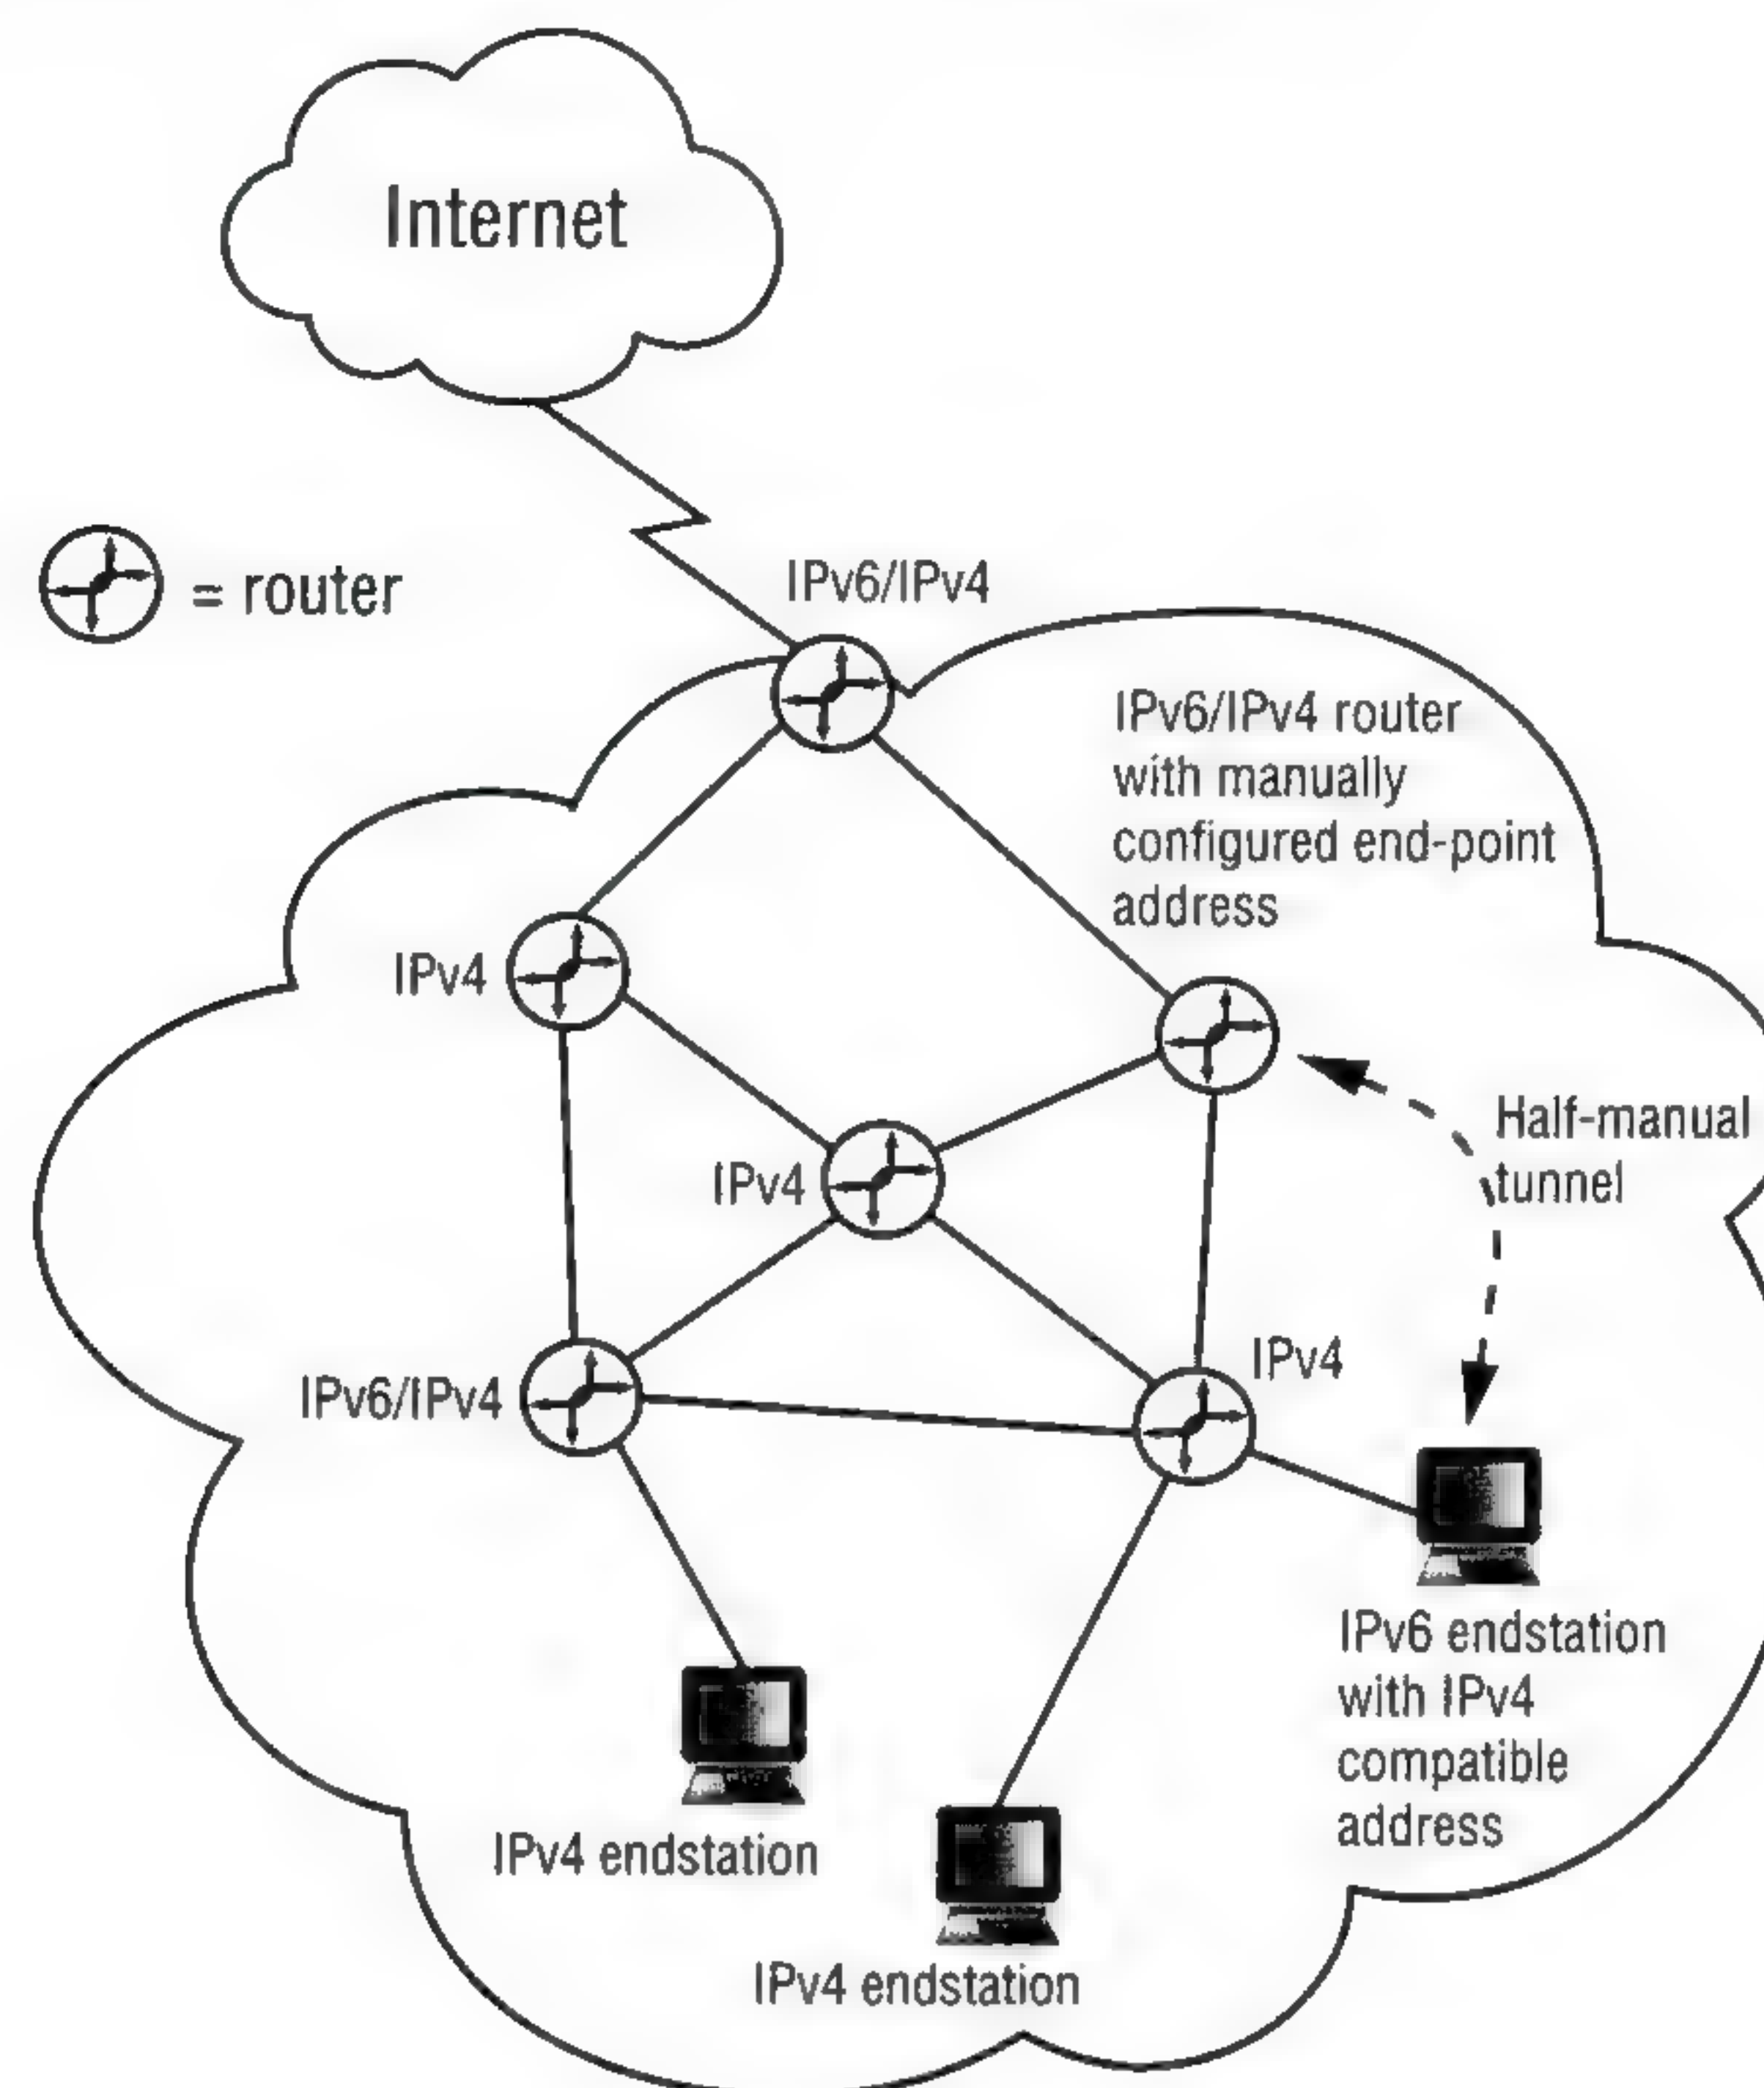 Internet
= router
IPv6/IPv4
IPv6/IPv4 router
with manually
configured end-point
address
IPv4
Half-manual
tunnel
IPv4
IPv4
IPv6/IPv4
IPv6 endstation
with IPv4
compatible
address
IPv4 endstation
IPv4 endstation